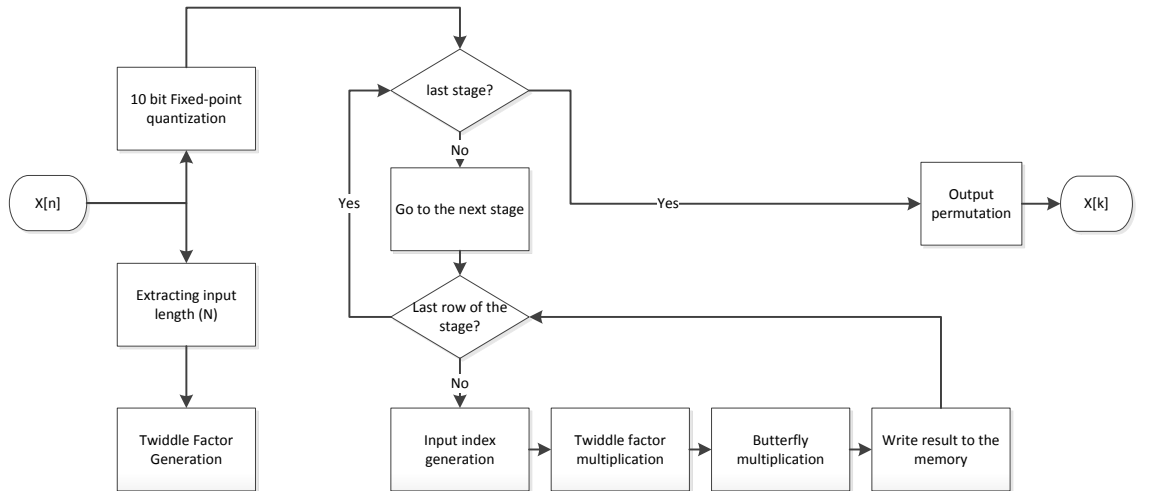 10 bit Fixed-point
quantization
X[n]
Extracting input
length (N)
Twiddle Factor
Generation
last stage?
No
Go to the next stage
Yes
Yes
Last row of the
stage?
No
Input index
generation
Twiddle factor
multiplication
Butterfly
multiplication
Write result to the
memory
Output
permutation
X[k]